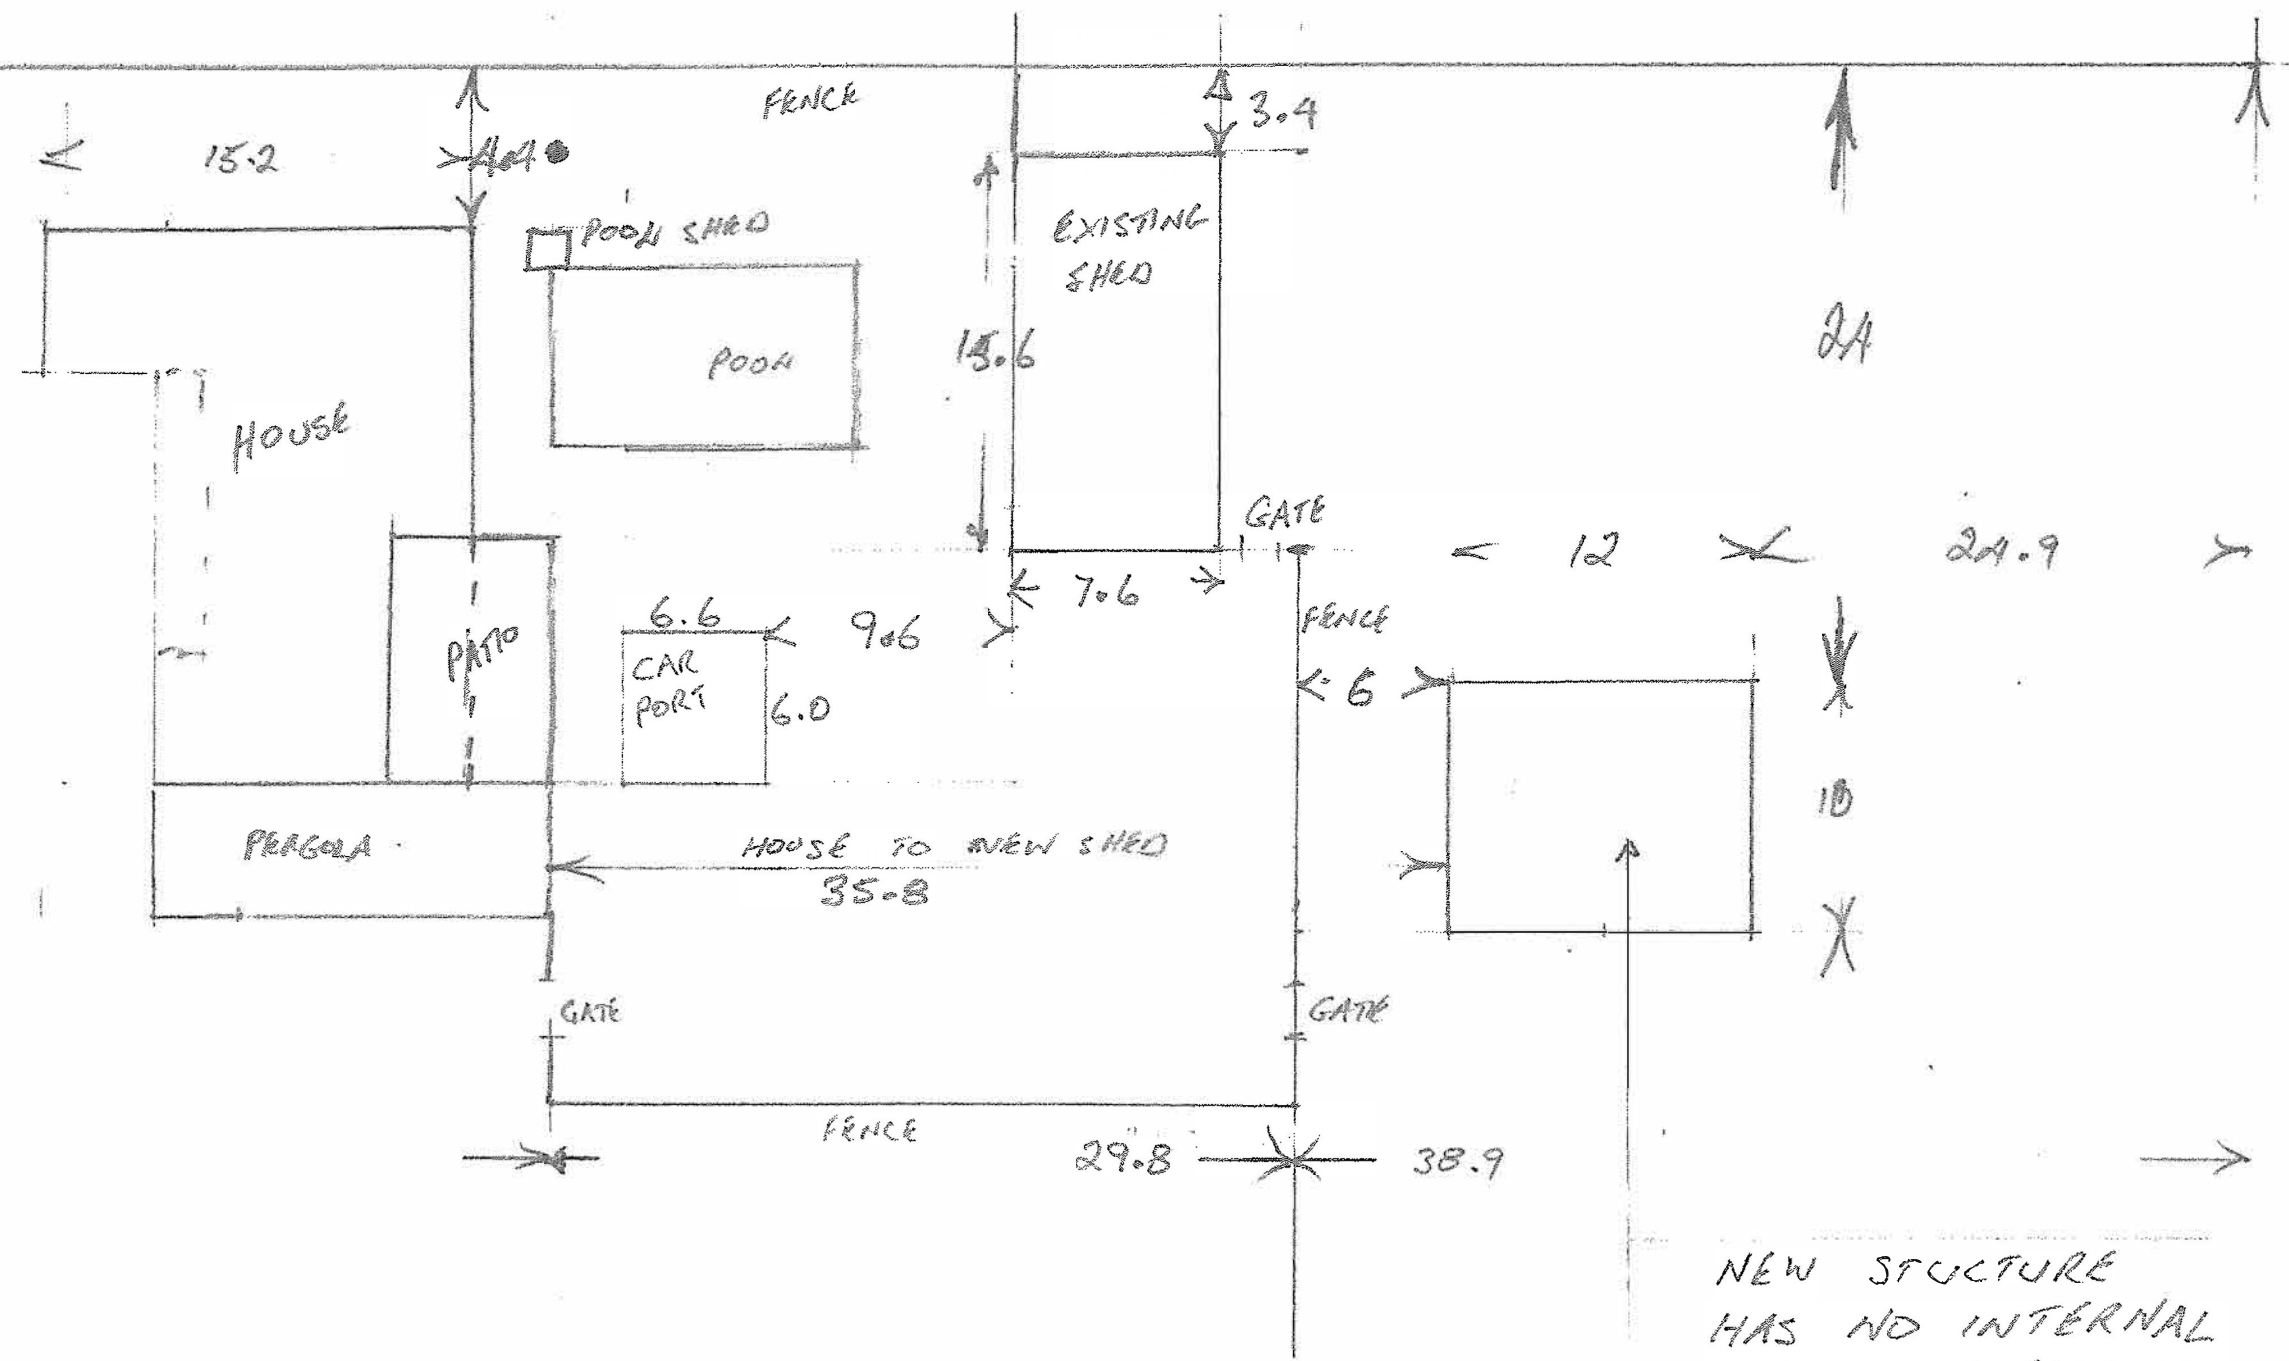 FENCE
3.4
15.2
4.4
POOL SHED
EXISTING
SHED
24
15.6
POOL
HOUSE
GATE
12
24.9
7.6
6.6
9.6
FENCE
PATIO
CAR
PORT
6.0
6
10
PERGOLA
HOUSE TO NEW SHED
35.8
GATE
GATE
FENCE
29.8
38.9
NEW STUCTURE
HAS NO INTERNAL